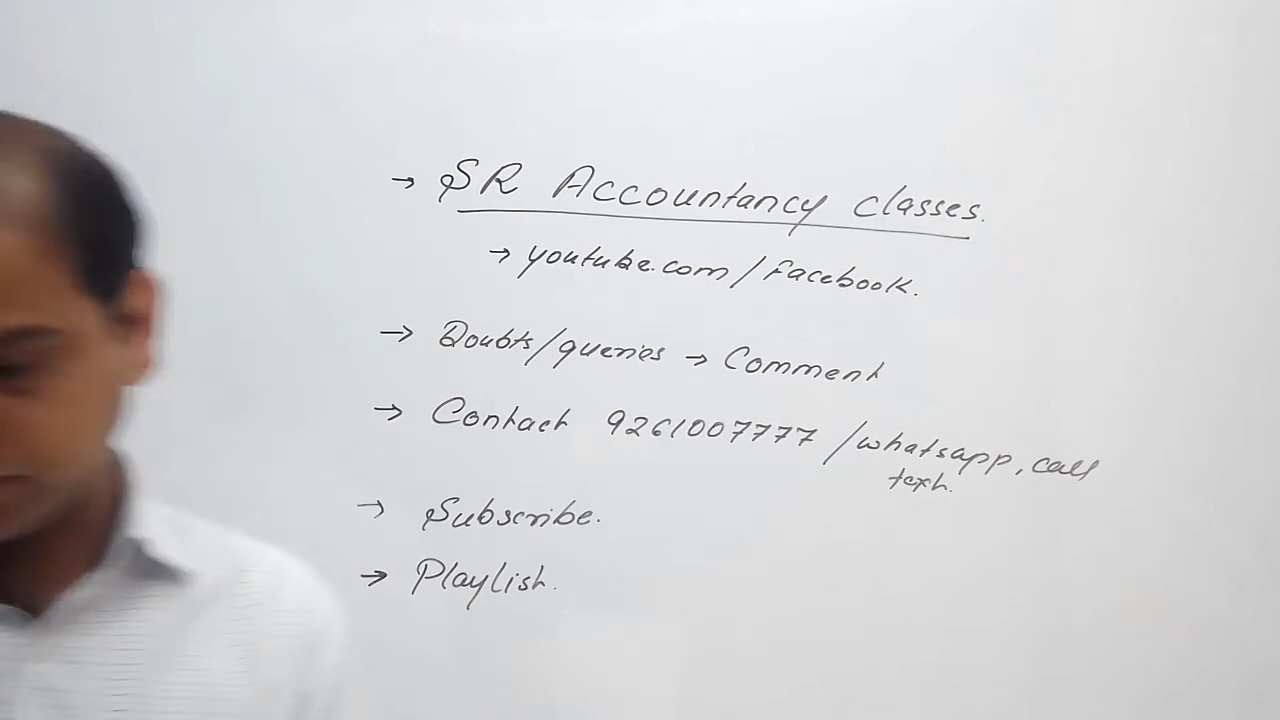 → SR Accountancy classes.
→ youtube.com/Facebook.
→ Doubts/queries → Comment
→ Contact 9261007777 /whatsapp, call
text.
→ Subscribe.
→ Playlist.